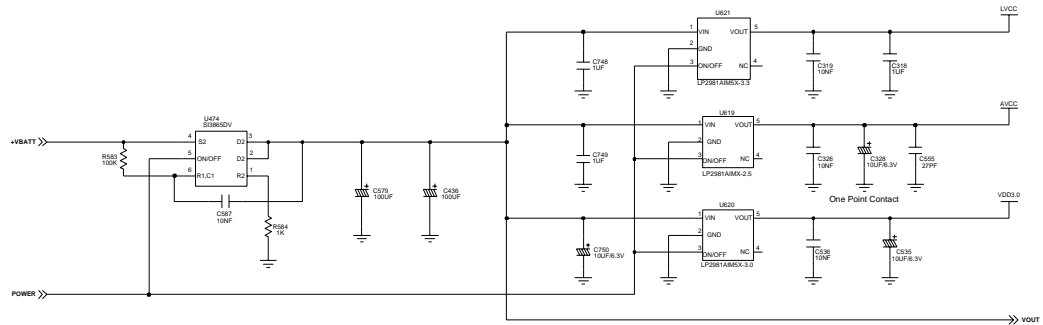 LVCC
U621
1
VIN
VOUT
5
2
GND
3
ON/OFF
NC
4
LP2981AIM5X-3.3
C748
1UF
C319
10NF
C318
1UF
AVCC
U619
1
VIN
VOUT
5
2
GND
3
ON/OFF
NC
4
LP2981AIMX-2.5
C749
1UF
C326
10NF
C328
10UF/6.3V
C555
27PF
One Point Contact
U474
SI3865DV
+VBATT
4
S2
D2
3
5
ON/OFF
D2
2
6
R1,C1
R2
1
R583
100K
C587
10NF
R584
1K
C579
100UF
C436
100UF
VDD3.0
U620
1
VIN
VOUT
5
2
GND
3
ON/OFF
NC
4
LP2981AIM5X-3.0
C750
10UF/6.3V
C536
10NF
C535
10UF/6.3V
POWER
VOUT